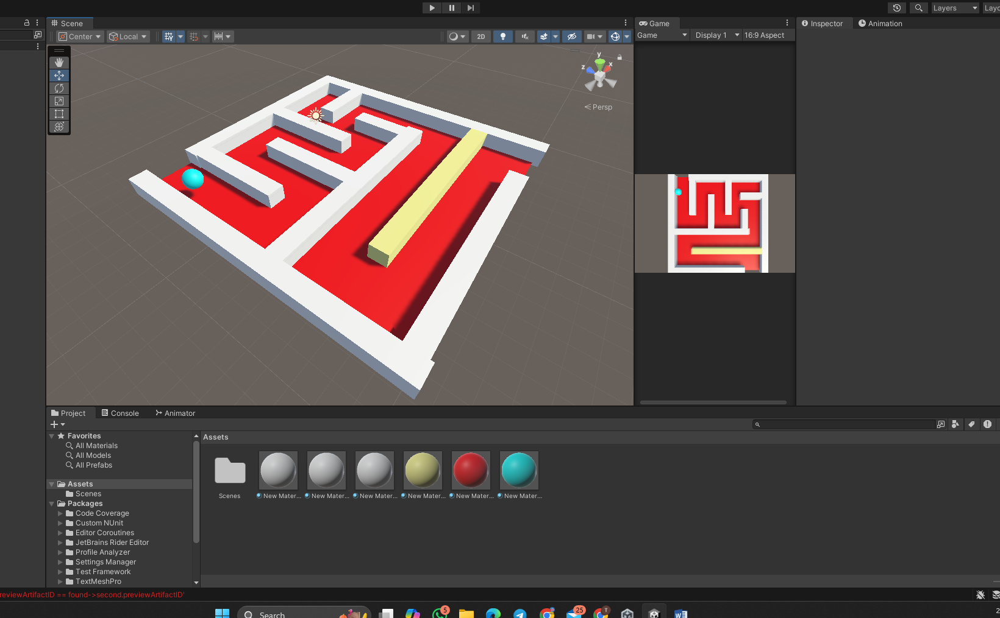 Layers
Layo
Scene
Game
Inspector
Animation
Center
Local
2D
Game
Display 1
16:9 Aspect
y
z
x
Persp
Project
Console
Animator
Favorites
All Materials
All Models
All Prefabs
Assets
Scenes
Packages
Code Coverage
Custom NUnit
Editor Coroutines
JetBrains Rider Editor
Profile Analyzer
Settings Manager
Test Framework
TextMeshPro
Assets
Scenes
New Mater...
New Mater...
New Mater...
New Mater...
New Mater...
New Mater...
reviewArtifactID == found->second.previewArtifactID'
Search
5
25
T
2